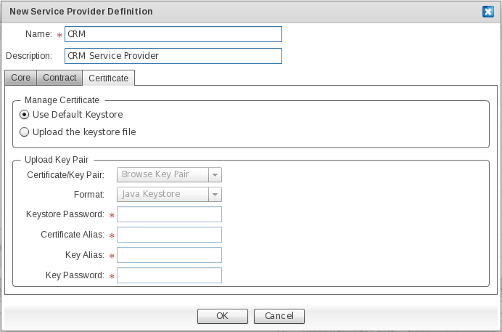 New Service Provider Definition
Name: * CRM
Description: CRM Service Provider
Core Contract Certificate
Manage Certificate
Use Default Keystore
Upload the keystore file
Upload Key Pair
Certificate/Key Pair: Browse Key Pair
Format: Java Keystore
Keystore Password: *
Certificate Alias: *
Key Alias: *
Key Password: *
OK Cancel